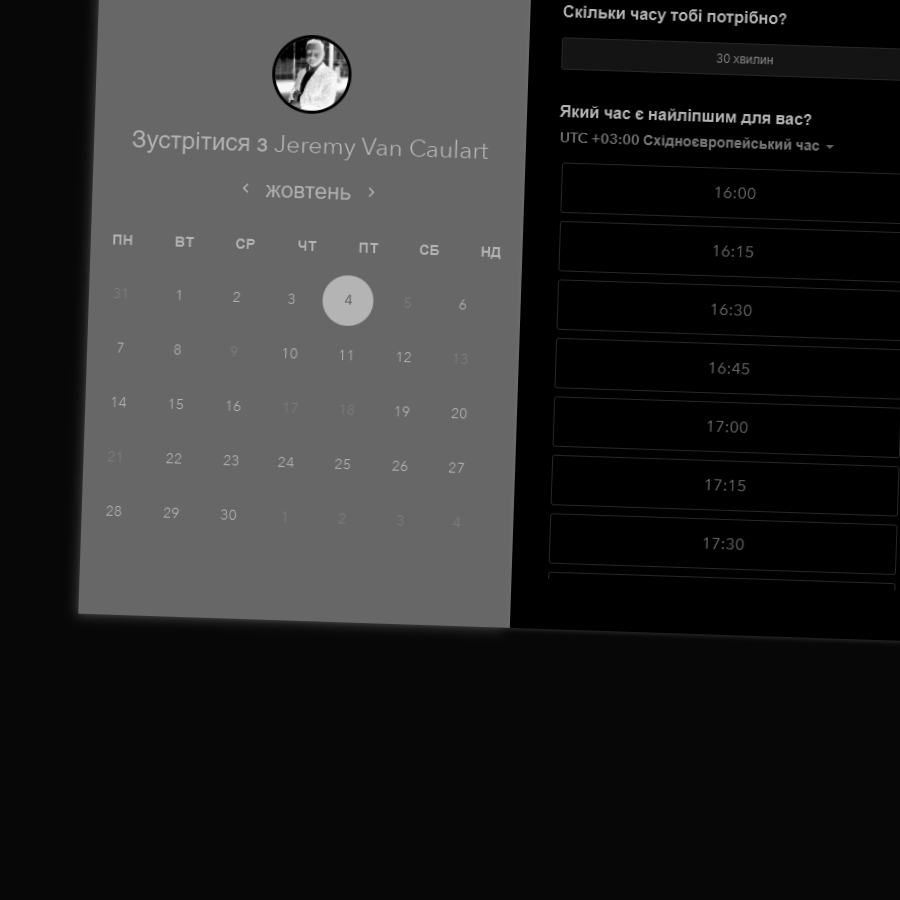 Зустрітися з Jeremy Van Caulart
жовтень
ПН ВТ СР ЧТ ПТ СБ НД
31 1 2 3 4 5 6
7 8 9 10 11 12 13
14 15 16 17 18 19 20
21 22 23 24 25 26 27
28 29 30 1 2 3 4
Скільки часу тобі потрібно?
30 хвилин
Який час є найліпшим для вас?
UTC +03:00 Східноєвропейський час
16:00
16:15
16:30
16:45
17:00
17:15
17:30